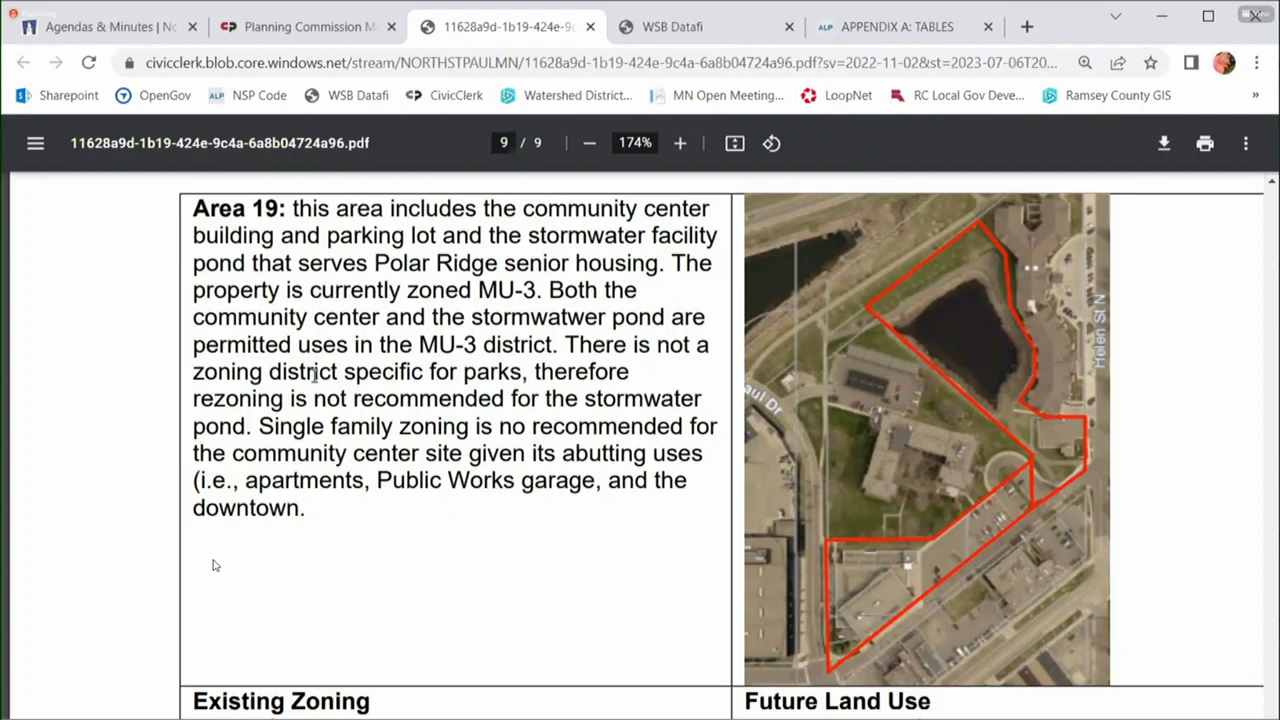 Agendas & Minutes | No
Planning Commission M
11628a9d-1b19-424e-9c
WSB Datafi
ALP
APPENDIX A: TABLES
civicclerk.blob.core.windows.net/stream/NORTHSTPAULMN/11628a9d-1b19-424e-9c4a-6a8b04724a96.pdf?sv=2022-11-02&st=2023-07-06T20...
Sharepoint
OpenGov
ALP
NSP Code
WSB Datafi
CP
CivicClerk
Watershed District...
MN Open Meeting...
LoopNet
RC Local Gov Deve...
Ramsey County GIS
»
11628a9d-1b19-424e-9c4a-6a8b04724a96.pdf
9 / 9
174%
Area 19: this area includes the community center
building and parking lot and the stormwater facility
pond that serves Polar Ridge senior housing. The
property is currently zoned MU-3. Both the
community center and the stormwatwer pond are
permitted uses in the MU-3 district. There is not a
zoning district specific for parks, therefore
rezoning is not recommended for the stormwater
pond. Single family zoning is no recommended for
the community center site given its abutting uses
(i.e., apartments, Public Works garage, and the
downtown.
Helen St N
aul Dr
Existing Zoning
Future Land Use